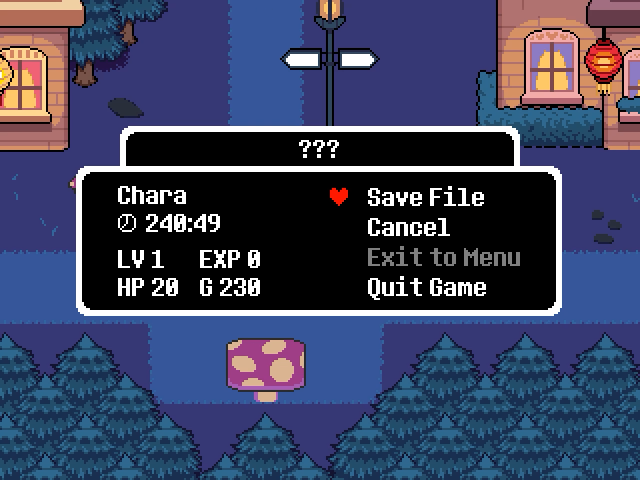 ???
Chara
240:49
LV 1 EXP 0
HP 20 G 230
Save File
Cancel
Exit to Menu
Quit Game